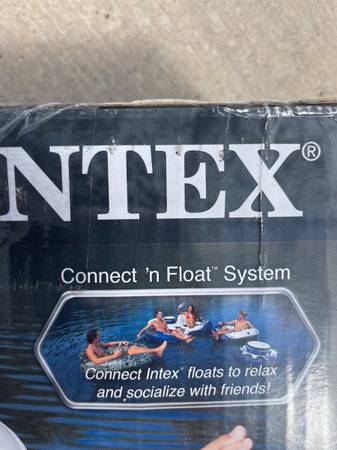 NTEX®
Connect 'n Float™ System
Connect Intex® floats to relax
and socialize with friends!